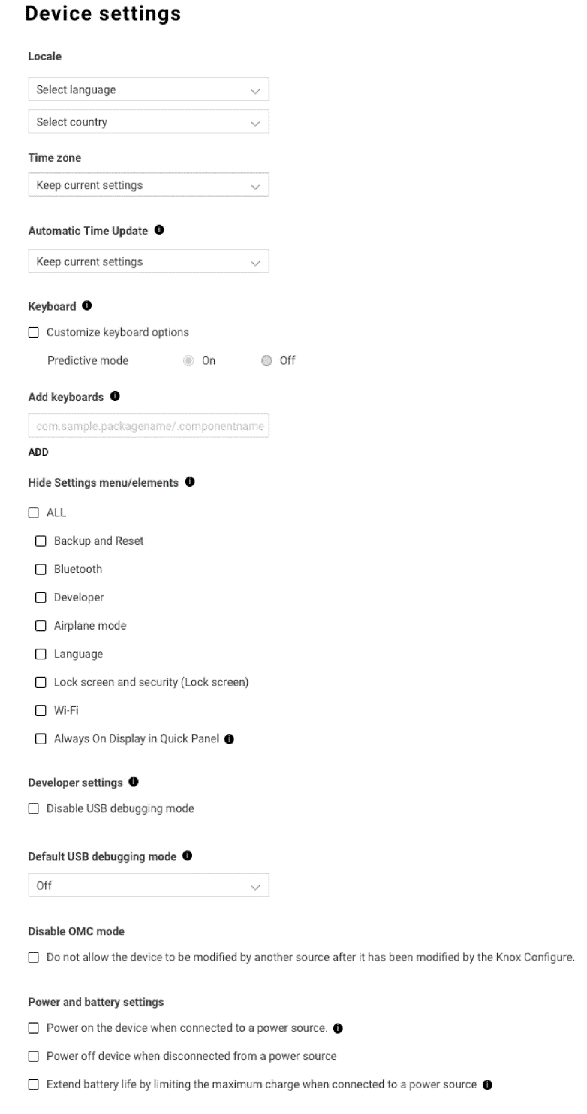 Device settings
Locale
Select language
Select country
Time zone
Keep current settings
Automatic Time Update
Keep current settings
Keyboard
Customize keyboard options
Predictive mode On Off
Add keyboards
com.sample.packagename/.componentname
ADD
Hide Settings menu/elements
ALL
Backup and Reset
Bluetooth
Developer
Airplane mode
Language
Lock screen and security (Lock screen)
Wi-Fi
Always On Display in Quick Panel
Developer settings
Disable USB debugging mode
Default USB debugging mode
Off
Disable OMC mode
Do not allow the device to be modified by another source after it has been modified by the Knox Configure.
Power and battery settings
Power on the device when connected to a power source.
Power off device when disconnected from a power source
Extend battery life by limiting the maximum charge when connected to a power source